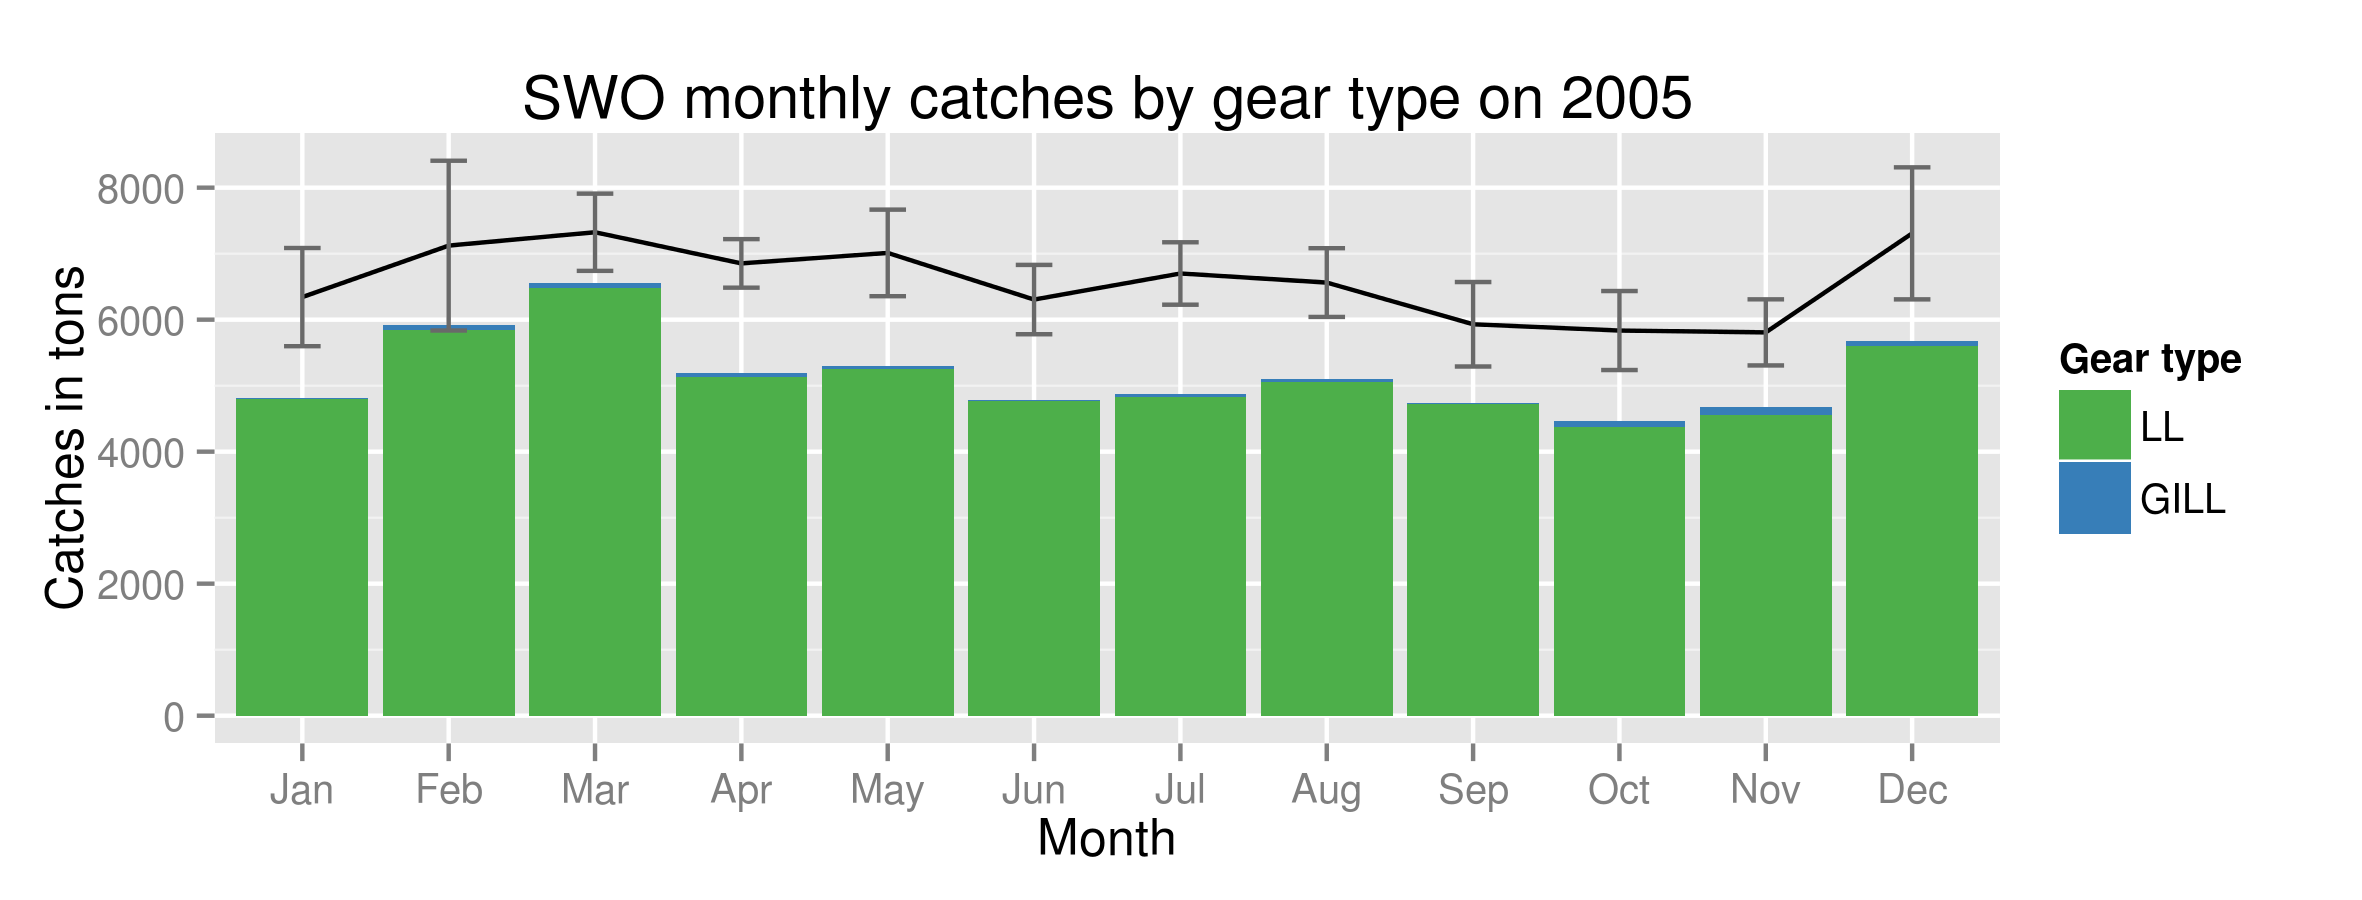 SWO monthly catches by gear type on 2005
Catches in tons
8000
6000
4000
2000
0
Jan Feb Mar Apr May Jun Jul Aug Sep Oct Nov Dec
Month
Gear type
LL
GILL